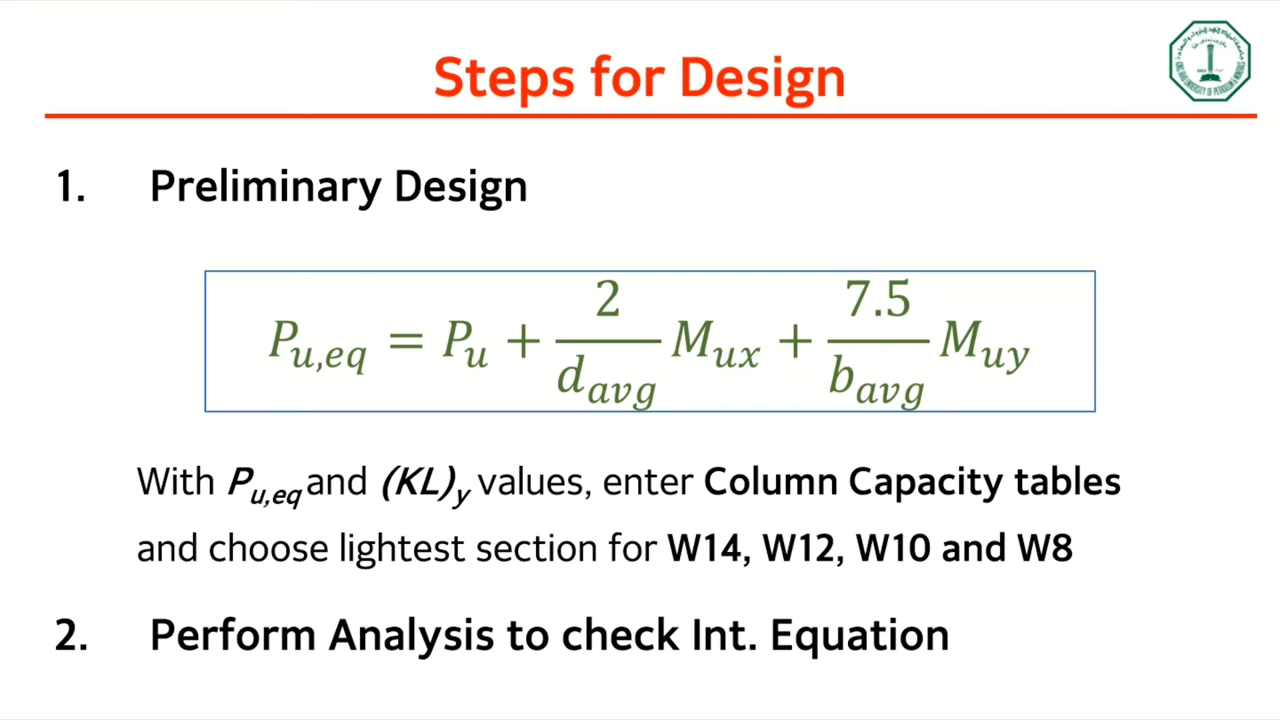 Steps for Design
1. Preliminary Design
P_{u,eq} = P_u + \frac{2}{d_{avg}} M_{ux} + \frac{7.5}{b_{avg}} M_{uy}
With P_{u,eq} and (KL)_y values, enter Column Capacity tables
and choose lightest section for W14, W12, W10 and W8
2. Perform Analysis to check Int. Equation